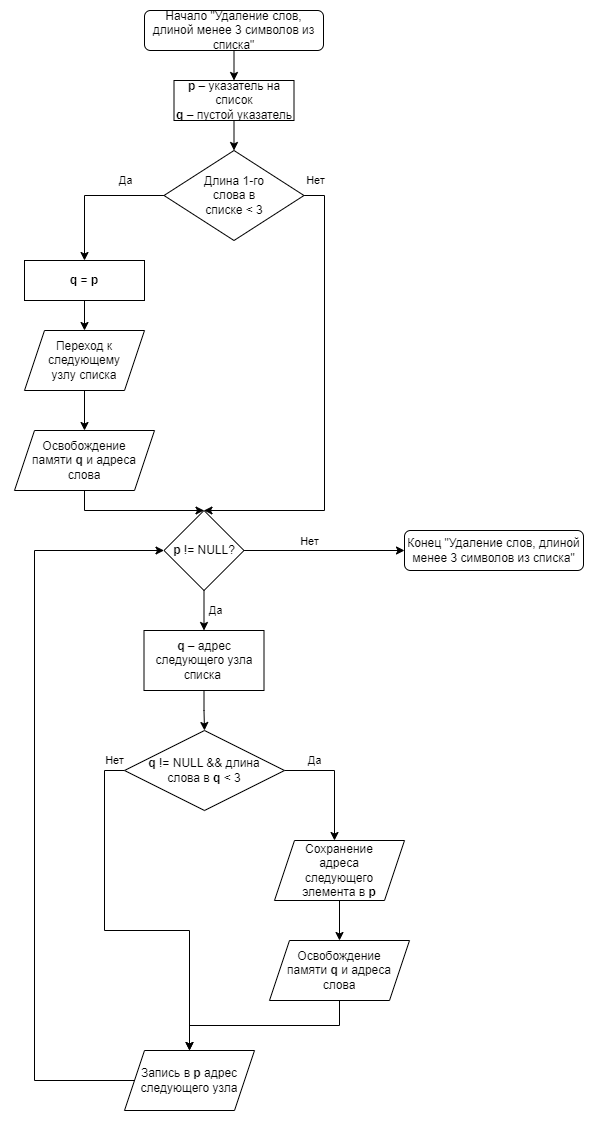 Начало "Удаление слов,
длиной менее 3 символов из
списка"
p – указатель на
список
q – пустой указатель
Длина 1-го
слова в
списке < 3
Да
Нет
q = p
Переход к
следующему
узлу списка
Освобождение
памяти q и адреса
слова
p != NULL?
Нет
Конец "Удаление слов, длиной
менее 3 символов из списка"
Да
q – адрес
следующего узла
списка
q != NULL && длина
слова в q < 3
Нет
Да
Сохранение
адреса
следующего
элемента в p
Освобождение
памяти q и адреса
слова
Запись в p адрес
следующего узла